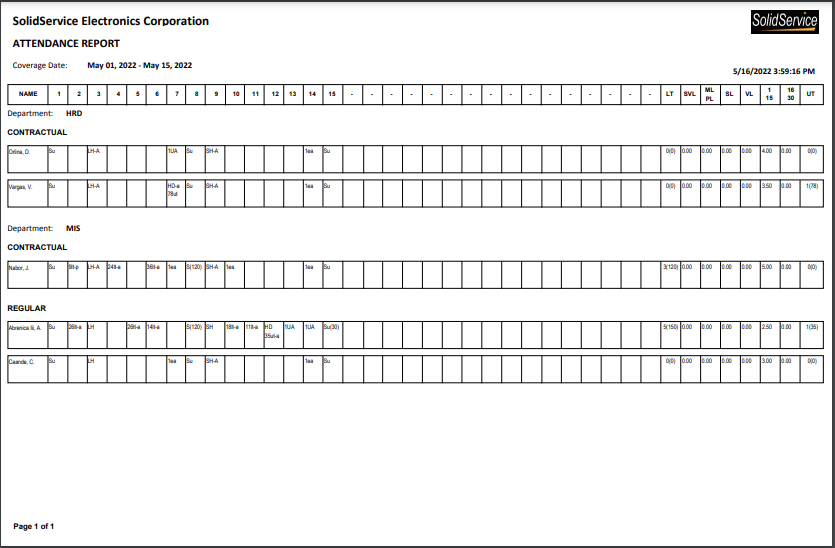 SolidService Electronics Corporation
SolidService
ATTENDANCE REPORT
Coverage Date: May 01, 2022 - May 15, 2022
5/16/2022 3:59:16 PM
NAME 1 2 3 4 5 6 7 8 9 10 11 12 13 14 15 - - - - - - - - - - - - - - - - LT SVL ML PL SL VL 1 15 16 30 UT
Department: HRD
CONTRACTUAL
Orlina, D. Su LH-A 1UA Su SH-A 1ea Su 0(0) 0.00 0.00 0.00 0.00 4.00 0.00 0(0)
Vargas, V. Su LH-A HD-a Su SH-A 1ea Su 0(0) 0.00 0.00 0.00 0.00 3.50 0.00 1(78)
78ut
Department: MIS
CONTRACTUAL
Nabor, J. Su 9lt-p LH-A 24lt-a 36lt-a 1ea S(120) SH-A 1ea 1ea Su 3(120) 0.00 0.00 0.00 0.00 5.00 0.00 0(0)
REGULAR
Abrenica Iii, A. Su 26lt-a LH 26lt-a 14lt-a S(120) SH 18lt-a 11lt-a HD 1UA 1UA Su(30) 5(150) 0.00 0.00 0.00 0.00 2.50 0.00 1(35)
35ut-a
Caande, C. Su LH 1ea Su SH-A 1ea Su 0(0) 0.00 0.00 0.00 0.00 3.00 0.00 0(0)
Page 1 of 1